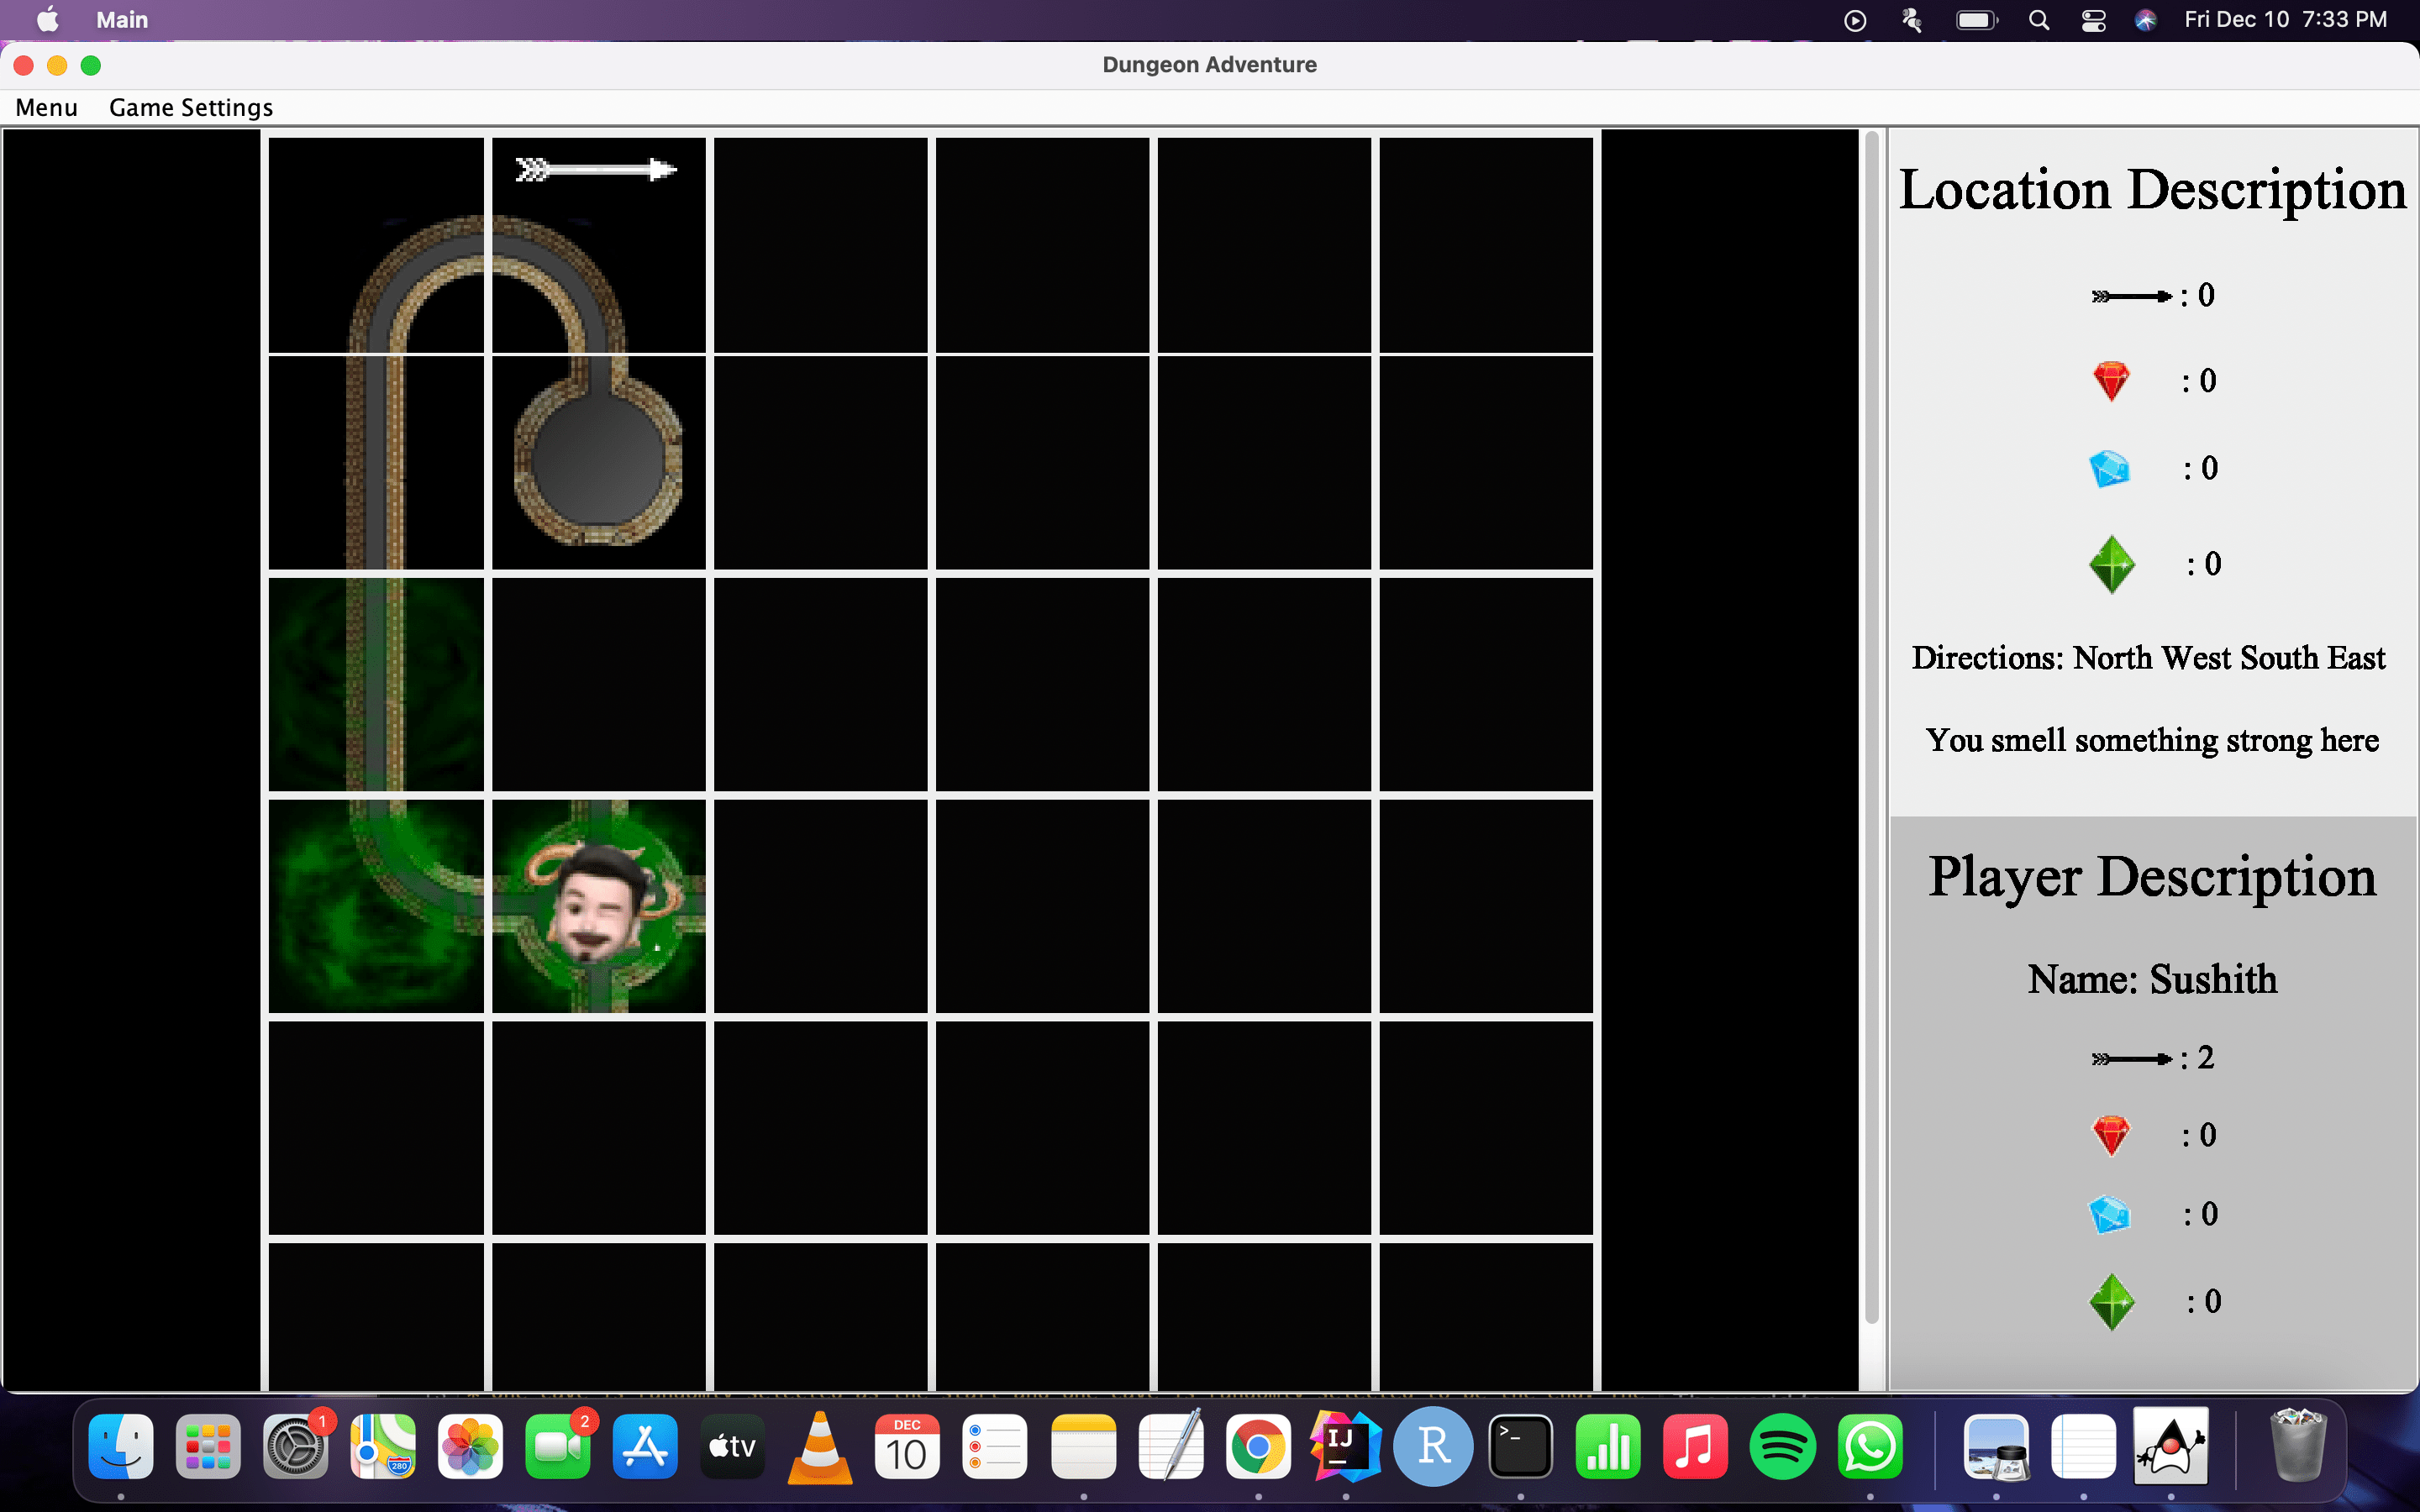 Main
Fri Dec 10 7:33 PM
Dungeon Adventure
Menu Game Settings
Location Description
: 0
: 0
: 0
: 0
Directions: North West South East
You smell something strong here
Player Description
Name: Sushith
: 2
: 0
: 0
: 0
1
280
2
tv
DEC
10
IJ
R
>_